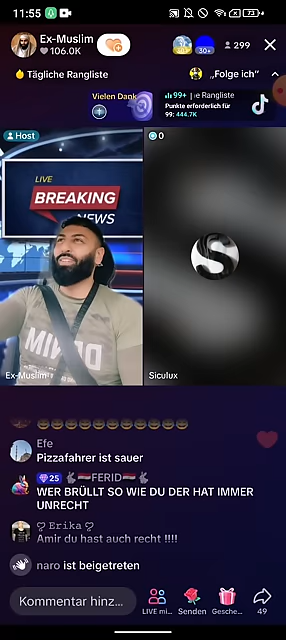 11:55
73
Ex-Muslim
106.0K
30+
299
Tägliche Rangliste
„Folge ich“
Vielen Dank
99+ | ie Rangliste
Punkte erforderlich für
99: 444.7K
Host
0
LIVE
BREAKING
NEWS
Ex-Muslim
S
Siculux
Efe
Pizzafahrer ist sauer
25 FERID
WER BRÜLLT SO WIE DU DER HAT IMMER
UNRECHT
Erika
Amir du hast auch recht !!!!
naro ist beigetreten
Kommentar hinz...
LIVE mi...
Senden
Gesche...
49